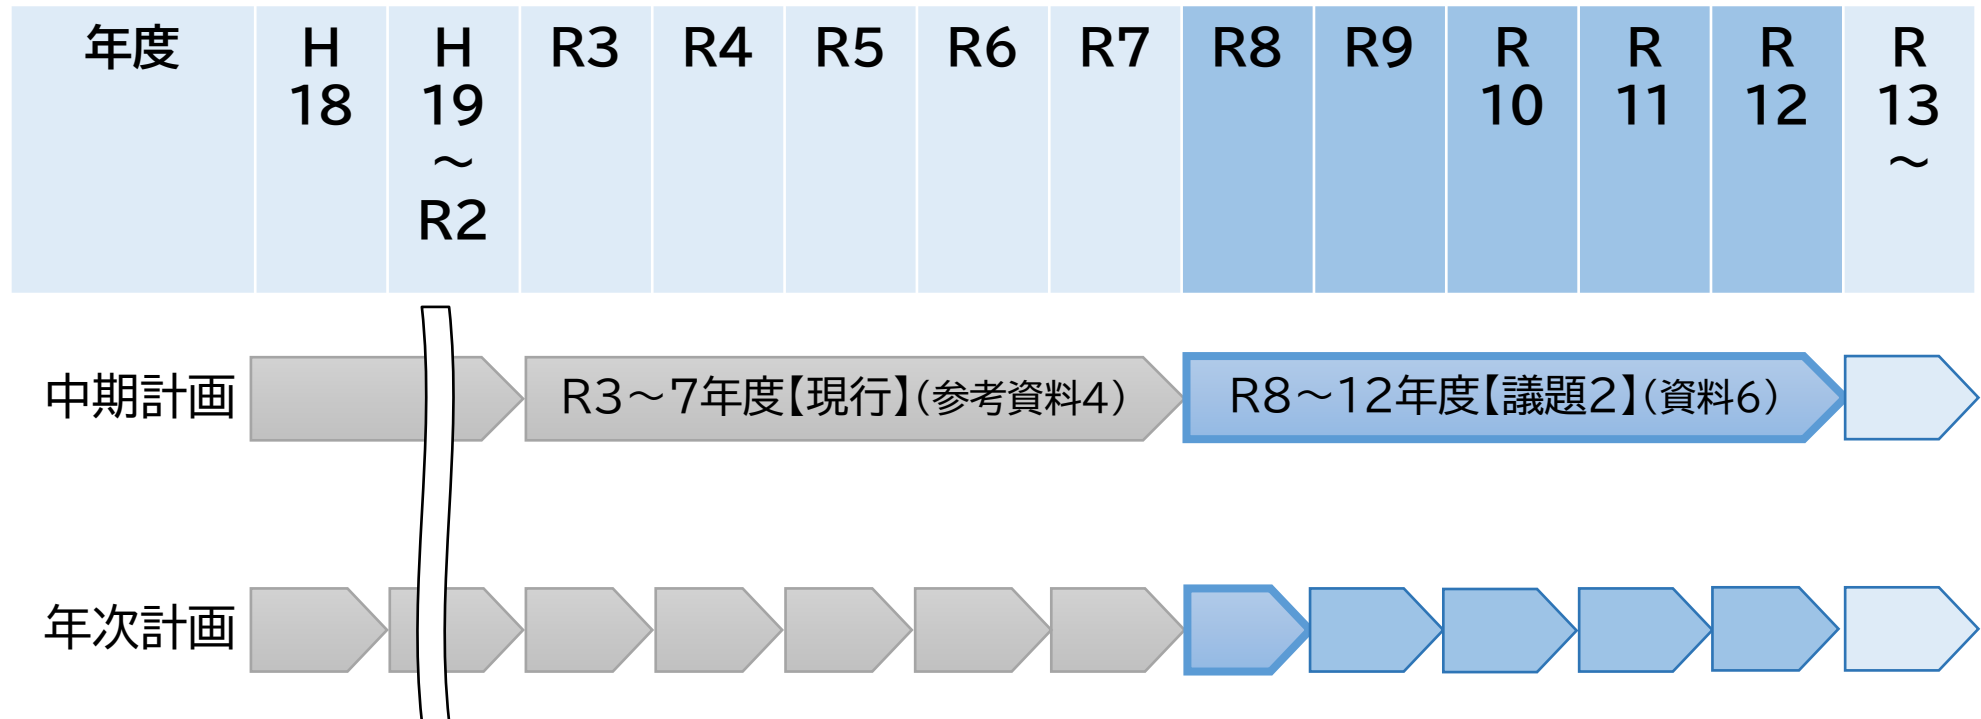 年度
H
18
H
19
～
R2
R3
R4
R5
R6
R7
R8
R9
R
10
R
11
R
12
R
13
～
中期計画
R3～7年度【現行】（参考資料4）
R8～12年度【議題2】（資料6）
年次計画